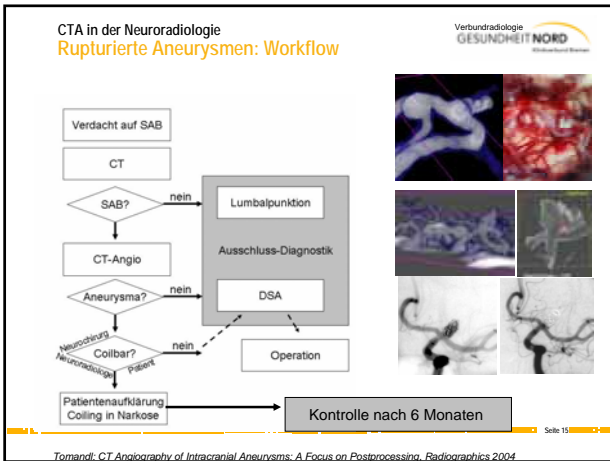 CTA in der Neuroradiologie
Rupturierte Aneurysmen: Workflow
Verbundradiologie
GESUNDHEIT NORD
Klinikverbund Bremen
Verdacht auf SAB
CT
SAB?
nein
Lumbalpunktion
Ausschluss-Diagnostik
CT-Angio
Aneurysma?
nein
DSA
Neurochirurg
Neuroradiologe
Patient
Coilbar?
nein
Operation
Patientenaufklärung
Coiling in Narkose
Kontrolle nach 6 Monaten
Seite 15
Tomandl: CT Angiography of Intracranial Aneurysms: A Focus on Postprocessing, Radiographics 2004